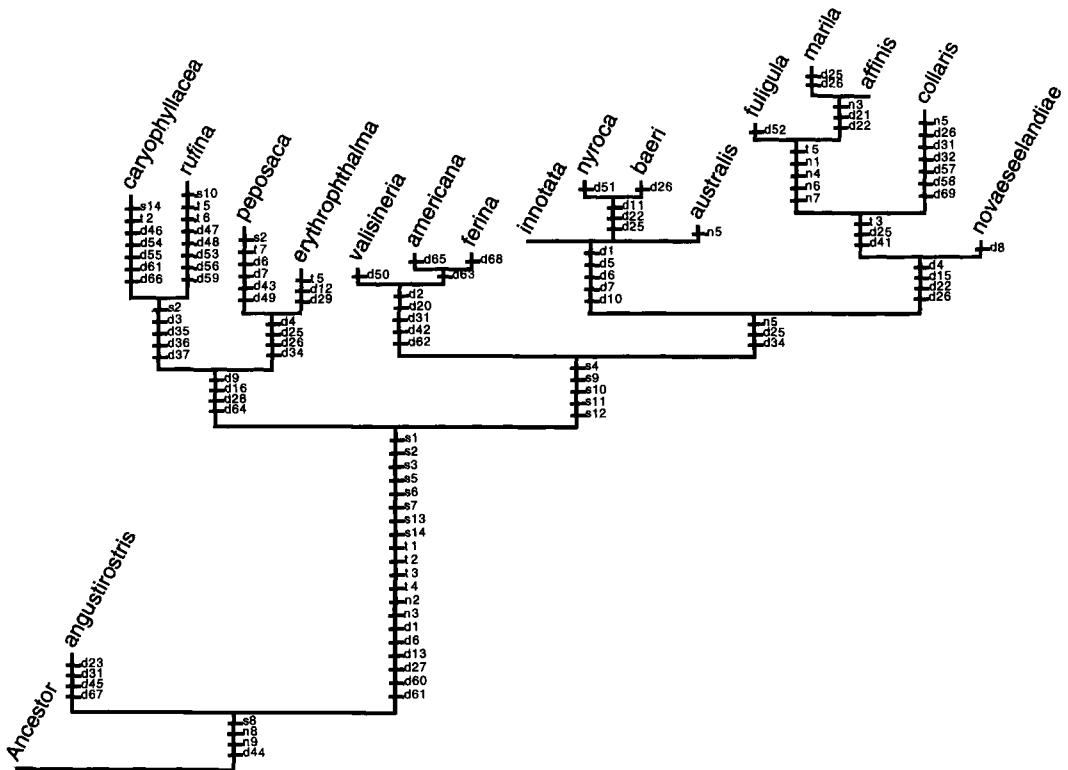 marila
d25
d26
affinis
n3
d21
d22
fuligula
d52
t5
n1
n4
n6
n7
collaris
n5
d26
d31
d32
d57
d58
d69
t3
d25
d41
novaeseelandiae
d8
d4
d15
d22
d26
caryophyllacea
s14
t2
d46
d54
d55
d61
d66
rufina
s10
t5
t6
d47
d48
d53
d56
d59
s2
d3
d35
d36
d37
peposaca
s2
t7
d6
d7
d43
d49
erythrophthalma
t5
d12
d29
d4
d25
d26
d34
d9
d16
d28
d64
valisineria
d50
americana
d65
ferina
d68
d63
d2
d20
d31
d42
d62
innotata
nyroca
d51
baeri
d26
d11
d22
d25
australis
n5
d1
d5
d6
d7
d10
n5
d25
d34
s4
s9
s10
s11
s12
s1
s2
s3
s5
s6
s7
s13
s14
t1
t2
t3
t4
n2
n3
d1
d6
d13
d27
d60
d61
angustirostris
d23
d31
d45
d67
Ancestor
s8
n8
n9
d44